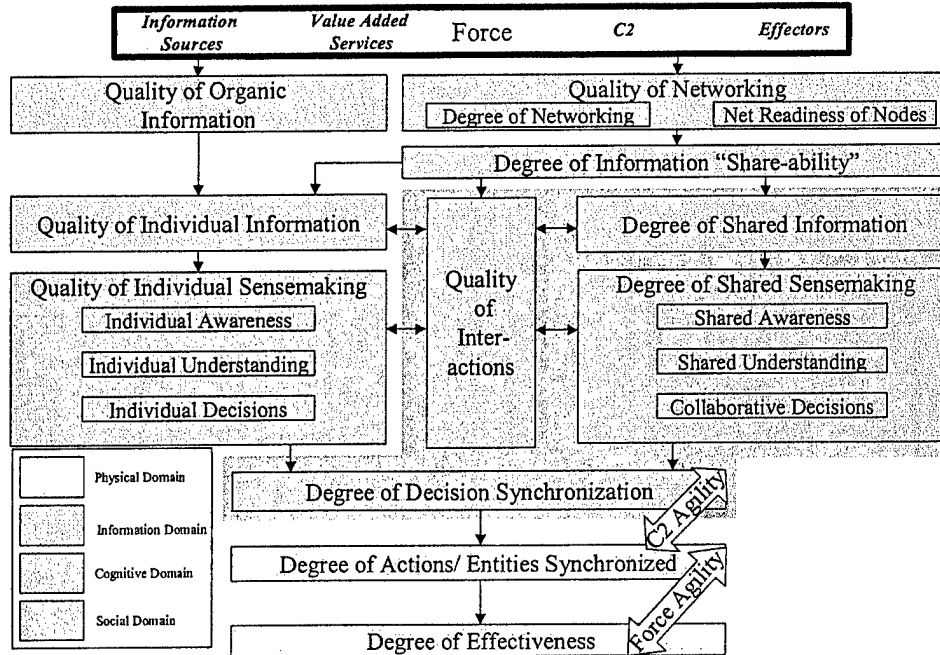 Information
Sources
Value Added
Services
Force
C2
Effectors
Quality of Organic
Information
Quality of Networking
Degree of Networking
Net Readiness of Nodes
Degree of Information “Share-ability”
Quality of Individual Information
Quality
of
Inter-
actions
Degree of Shared Information
Quality of Individual Sensemaking
Individual Awareness
Individual Understanding
Individual Decisions
Degree of Shared Sensemaking
Shared Awareness
Shared Understanding
Collaborative Decisions
Physical Domain
Information Domain
Cognitive Domain
Social Domain
Degree of Decision Synchronization
C2 Agility
Degree of Actions/ Entities Synchronized
Force Agility
Degree of Effectiveness